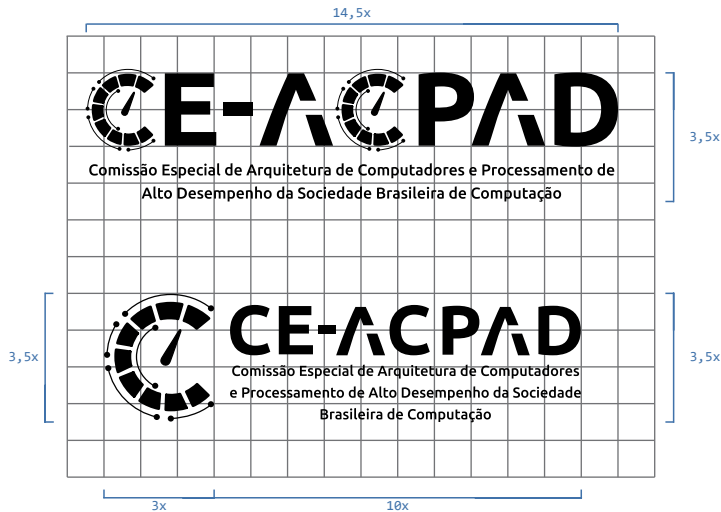 14,5x
CE-ACPAD
3,5x
Comissão Especial de Arquitetura de Computadores e Processamento de
Alto Desempenho da Sociedade Brasileira de Computação
3,5x
CE-ACPAD
3,5x
Comissão Especial de Arquitetura de Computadores
e Processamento de Alto Desempenho da Sociedade
Brasileira de Computação
3x
10x